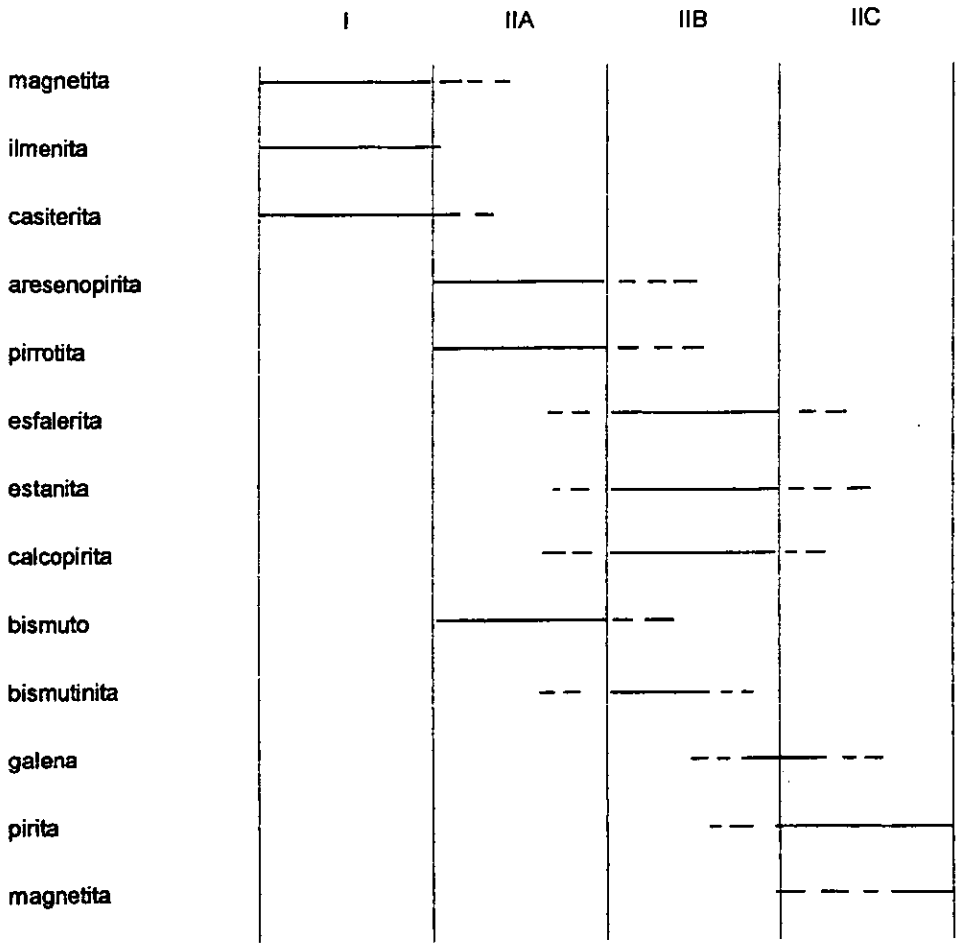 I IIA IIB IIC
magnetita
ilmenita
casiterita
aresenopirita
pirrotita
esfalerita
estanita
calcopirita
bismuto
bismutinita
galena
pirita
magnetita